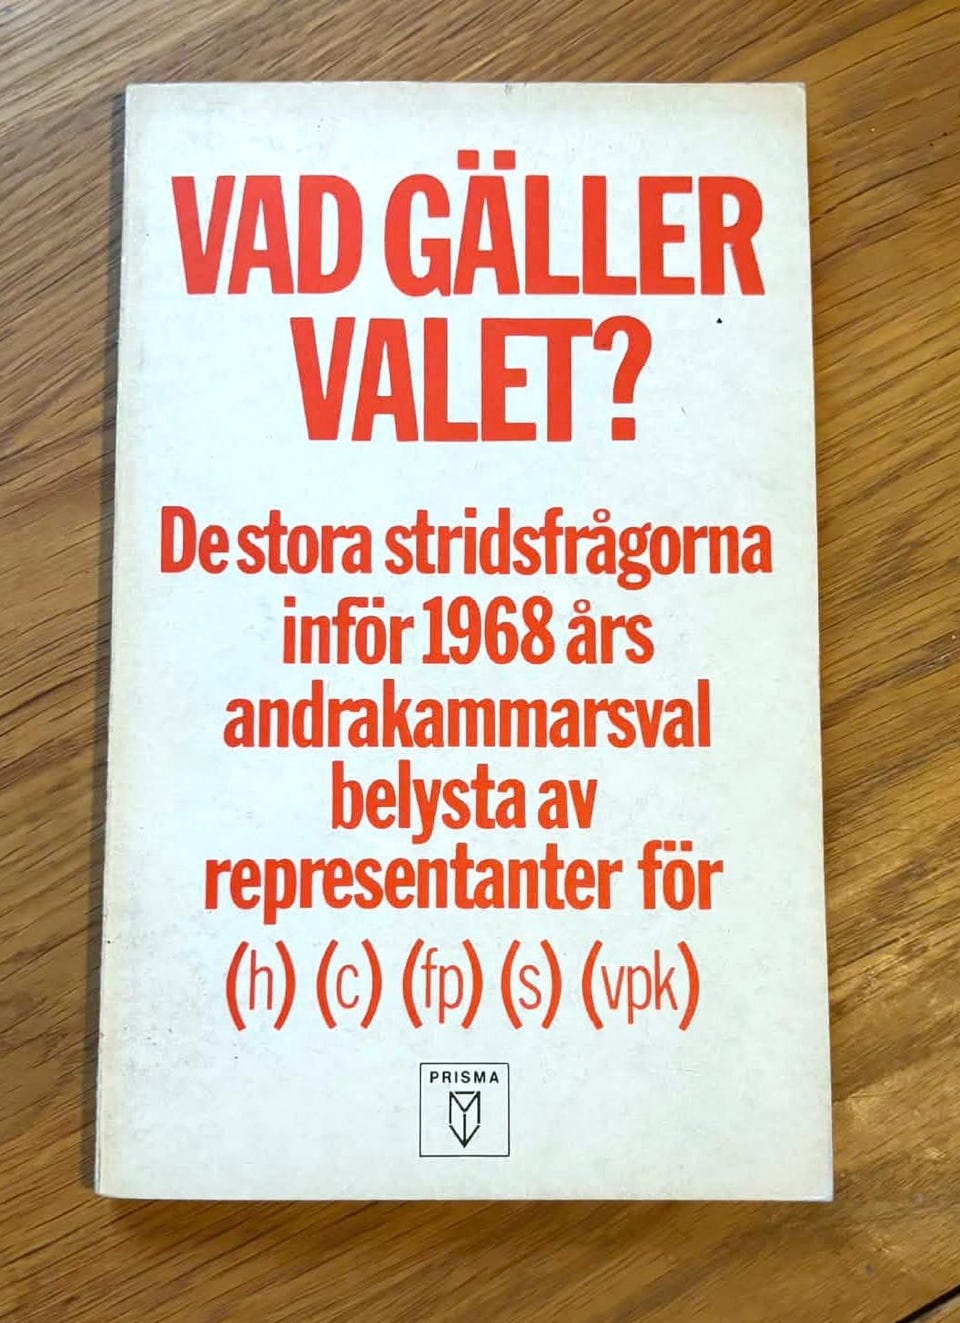 VAD GÄLLER
VALET?
De stora stridsfrågorna
inför 1968 års
andrakammarsval
belysta av
representanter för
(h) (c) (fp) (s) (vpk)
PRISMA